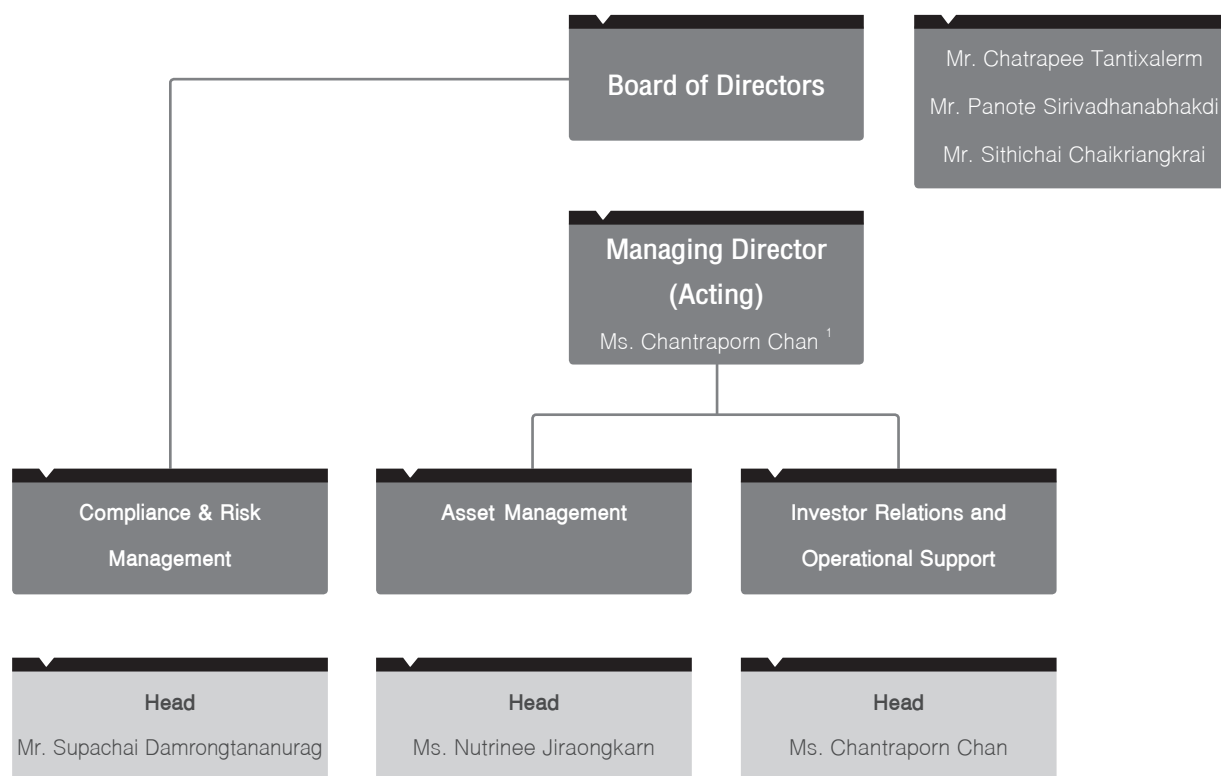 Board of Directors
Mr. Chatrapee Tantixalerm
Mr. Panote Sirivadhanabhakdi
Mr. Sithichai Chaikriangkrai
Managing Director
(Acting)
Ms. Chantraporn Chan ¹
Compliance & Risk
Management
Asset Management
Investor Relations and
Operational Support
Head
Mr. Supachai Damrongtananurag
Head
Ms. Nutrinee Jiraongkarn
Head
Ms. Chantraporn Chan